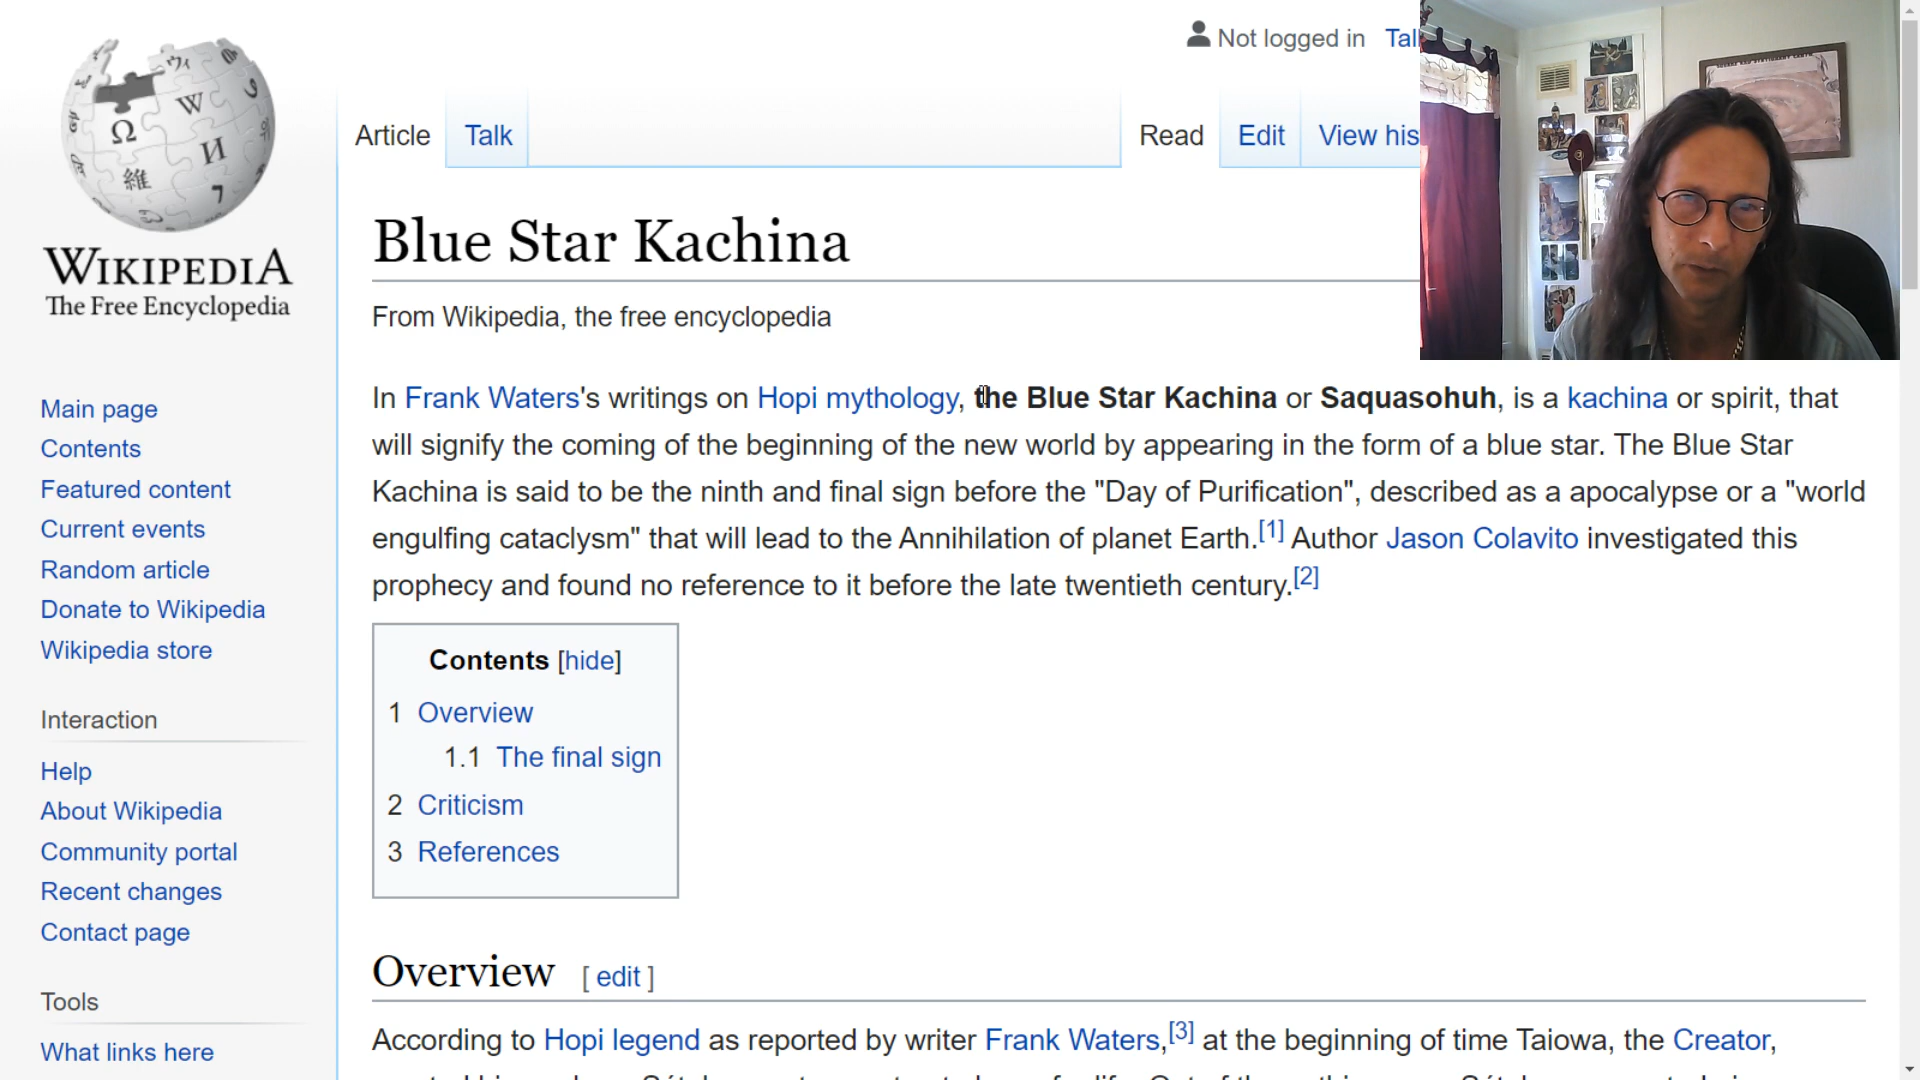 Not logged in Tal
Article Talk Read Edit View his
WIKIPEDIA
The Free Encyclopedia
Main page
Contents
Featured content
Current events
Random article
Donate to Wikipedia
Wikipedia store
Interaction
Help
About Wikipedia
Community portal
Recent changes
Contact page
Tools
What links here
Blue Star Kachina
From Wikipedia, the free encyclopedia
In Frank Waters's writings on Hopi mythology, the Blue Star Kachina or Saquasohuh, is a kachina or spirit, that
will signify the coming of the beginning of the new world by appearing in the form of a blue star. The Blue Star
Kachina is said to be the ninth and final sign before the "Day of Purification", described as a apocalypse or a "world
engulfing cataclysm" that will lead to the Annihilation of planet Earth.[1] Author Jason Colavito investigated this
prophecy and found no reference to it before the late twentieth century.[2]
Contents [hide]
1 Overview
1.1 The final sign
2 Criticism
3 References
Overview [ edit ]
According to Hopi legend as reported by writer Frank Waters,[3] at the beginning of time Taiowa, the Creator,